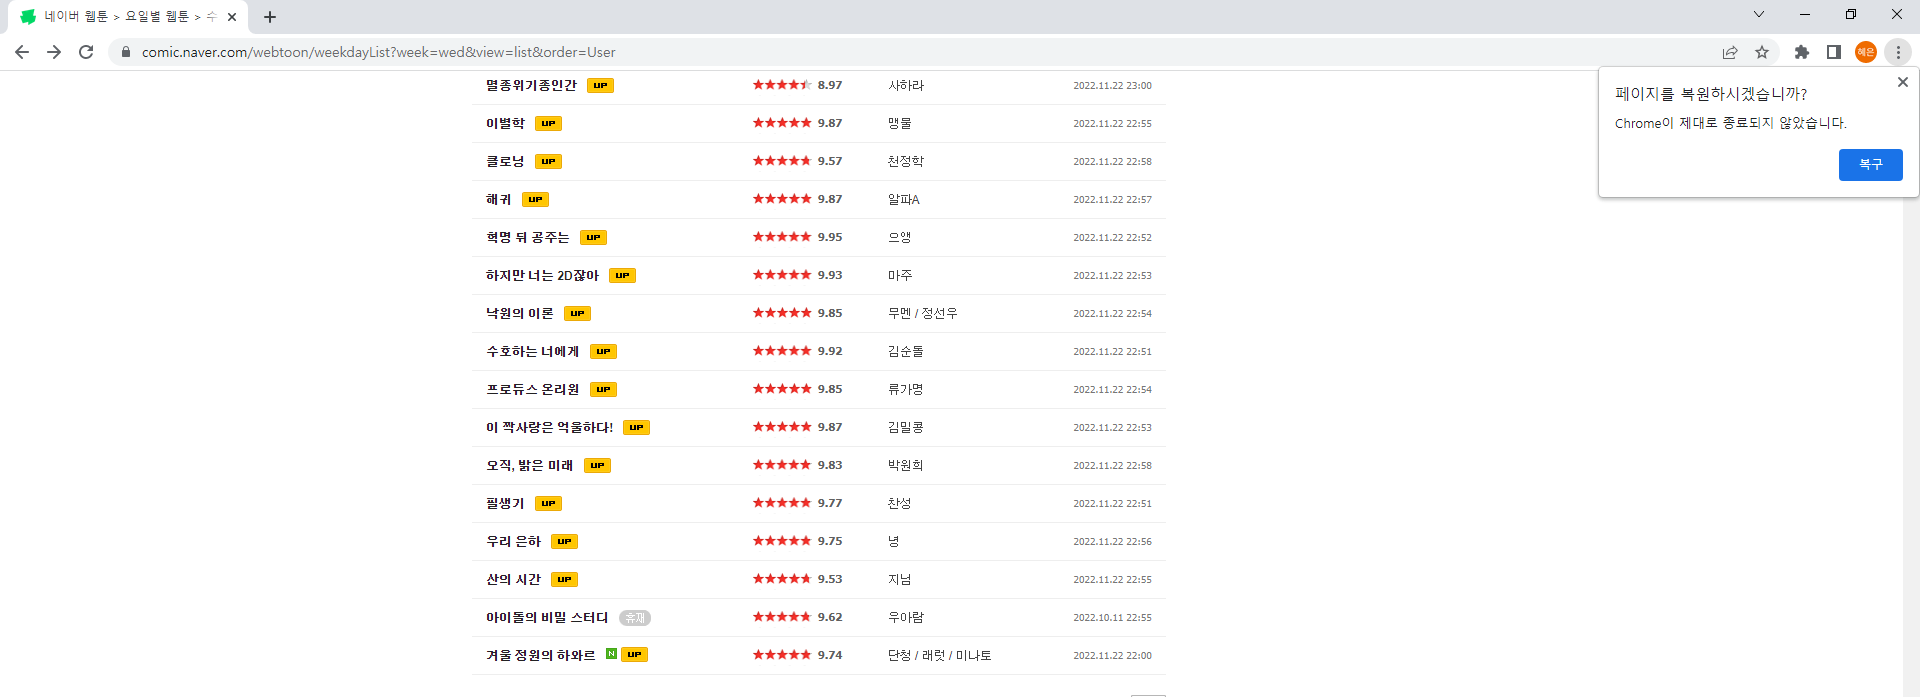 네이버 웹툰 > 요일별 웹툰 > 수
comic.naver.com/webtoon/weekdayList?week=wed&view=list&order=User
혜은
페이지를 복원하시겠습니까?
Chrome이 제대로 종료되지 않았습니다.
복구
멸종위기종인간 UP 8.97 사하라 2022.11.22 23:00
이별학 UP 9.87 맹물 2022.11.22 22:55
클로닝 UP 9.57 천정학 2022.11.22 22:58
해귀 UP 9.87 알파A 2022.11.22 22:57
혁명 뒤 공주는 UP 9.95 으앵 2022.11.22 22:52
하지만 너는 2D잖아 UP 9.93 마주 2022.11.22 22:53
낙원의 이론 UP 9.85 무멘 / 정선우 2022.11.22 22:54
수호하는 너에게 UP 9.92 김순돌 2022.11.22 22:51
프로듀스 온리원 UP 9.85 류가명 2022.11.22 22:54
이 짝사랑은 억울하다! UP 9.87 김밀콩 2022.11.22 22:53
오직, 밝은 미래 UP 9.83 박원희 2022.11.22 22:58
필생기 UP 9.77 찬성 2022.11.22 22:51
우리 은하 UP 9.75 녕 2022.11.22 22:56
산의 시간 UP 9.53 지넘 2022.11.22 22:55
아이돌의 비밀 스터디 휴재 9.62 우아람 2022.10.11 22:55
겨울 정원의 하와르 N UP 9.74 단청 / 래럿 / 미나토 2022.11.22 22:00